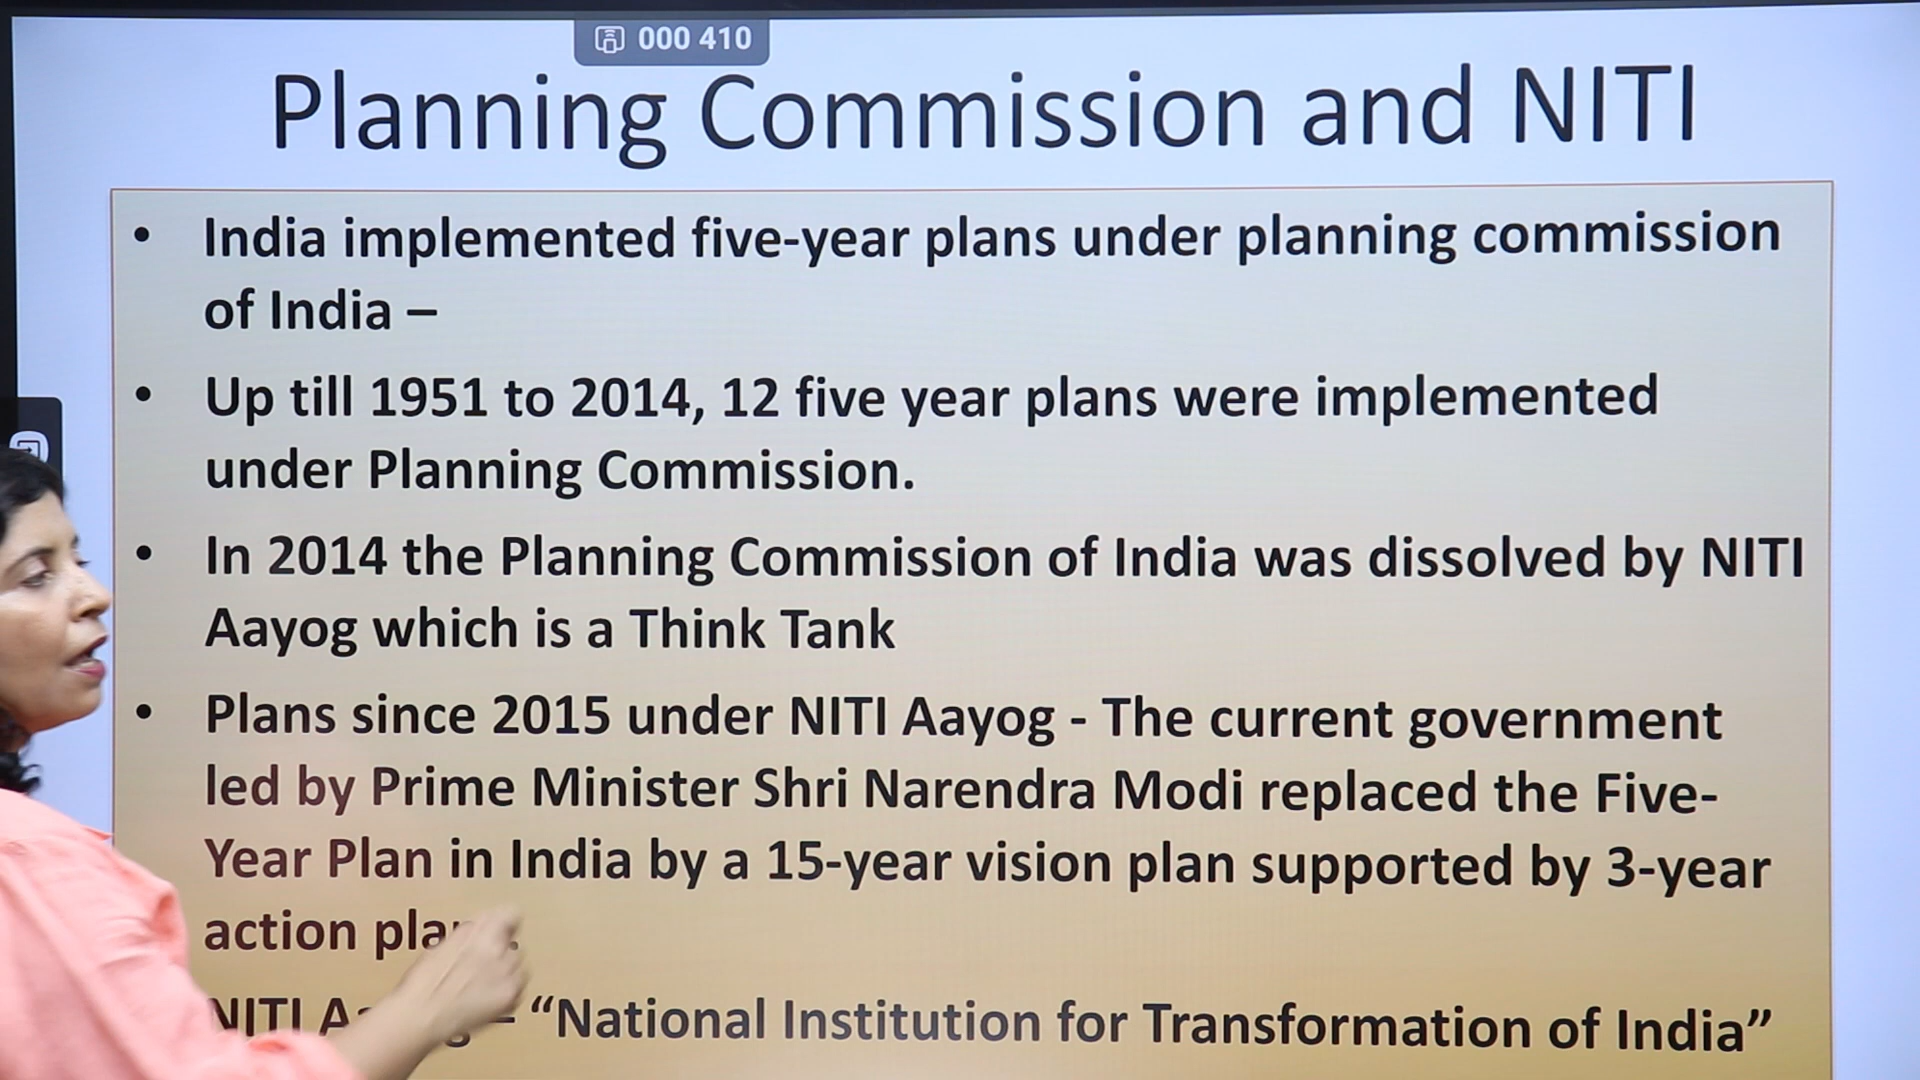 000 410
Planning Commission and NITI
• India implemented five-year plans under planning commission
of India –
• Up till 1951 to 2014, 12 five year plans were implemented
under Planning Commission.
• In 2014 the Planning Commission of India was dissolved by NITI
Aayog which is a Think Tank
• Plans since 2015 under NITI Aayog - The current government
led by Prime Minister Shri Narendra Modi replaced the Five-
Year Plan in India by a 15-year vision plan supported by 3-year
action
NITI – “National Institution for Transformation of India”